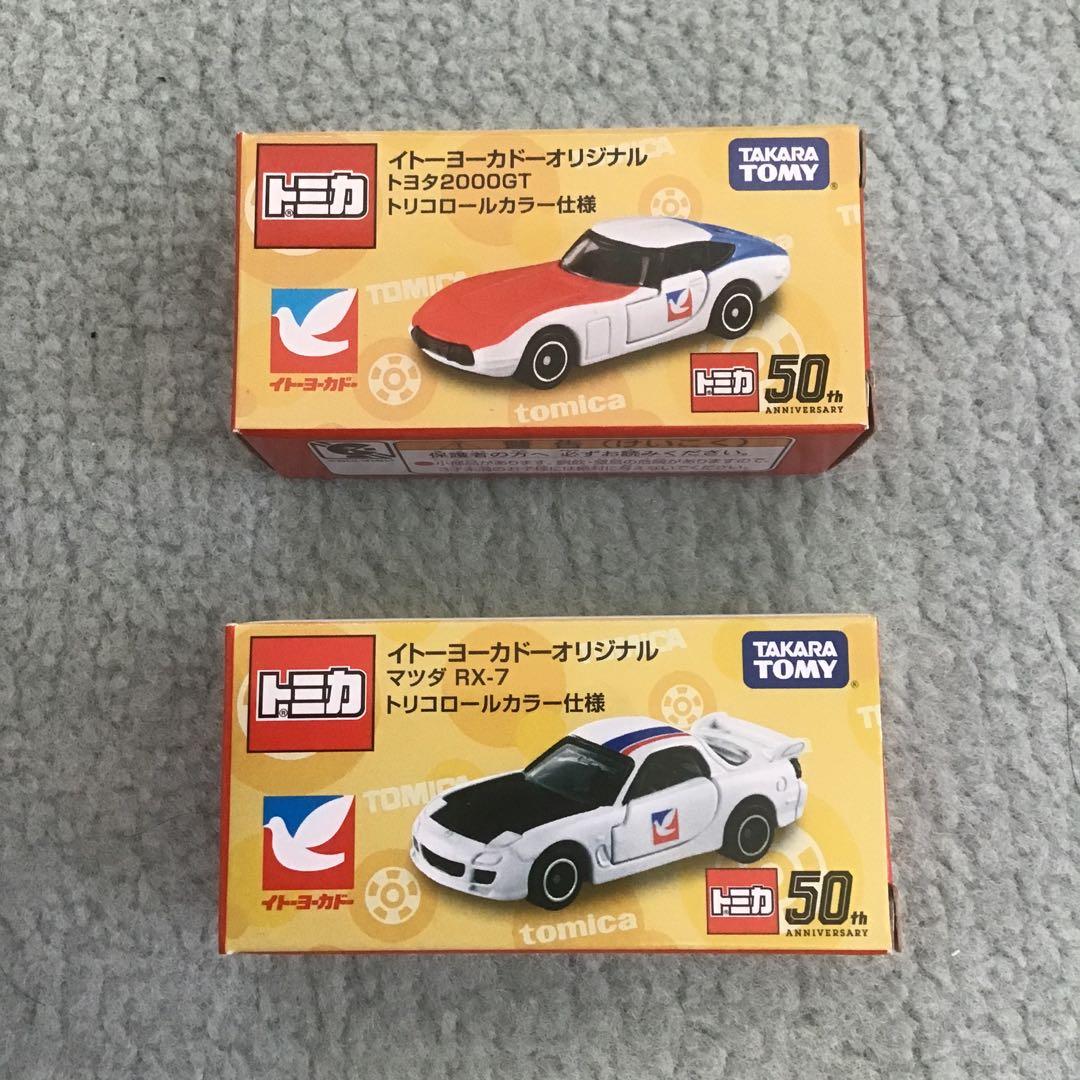 トミカ
イトーヨーカドーオリジナル
トヨタ2000GT
トリコロールカラー仕様
TAKARA
TOMY
TOMICA
イトーヨーカドー
tomica
トミカ 50th
ANNIVERSARY
警告(けいこく)
保護者の方へ 必ずお読みください。
トミカ
イトーヨーカドーオリジナル
マツダ RX-7
トリコロールカラー仕様
TAKARA
TOMY
TOMICA
イトーヨーカドー
tomica
トミカ 50th
ANNIVERSARY